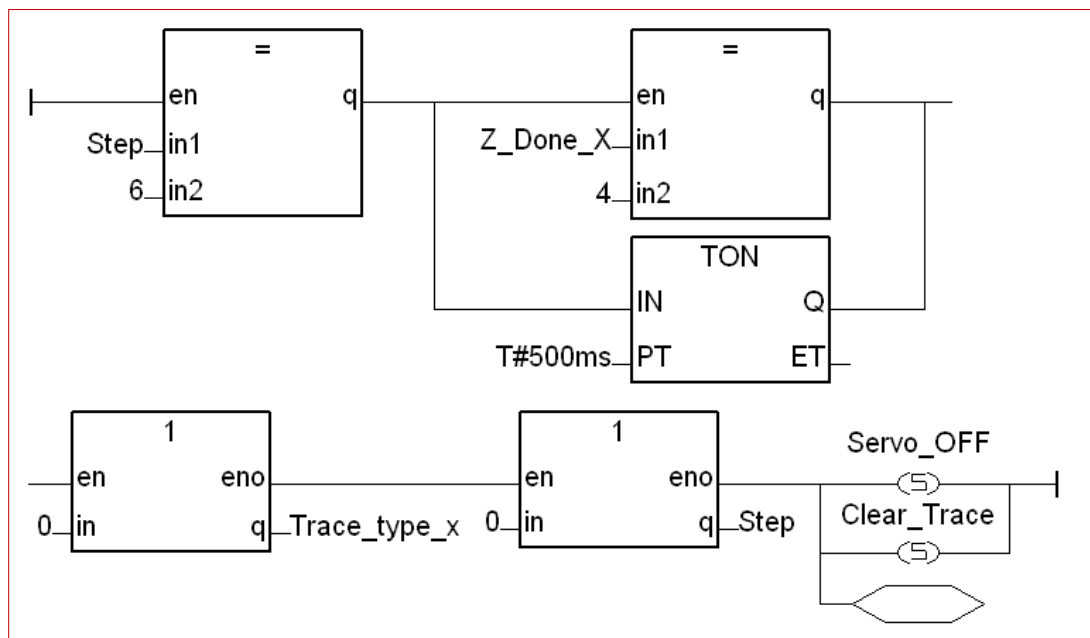 = =
en q en q
Step in1 Z_Done_X in1
6 in2 4 in2
TON
IN Q
T#500ms PT ET
1 1
Servo_OFF
en eno en eno
S
Clear_Trace
0 in q Trace_type_x 0 in q Step
S